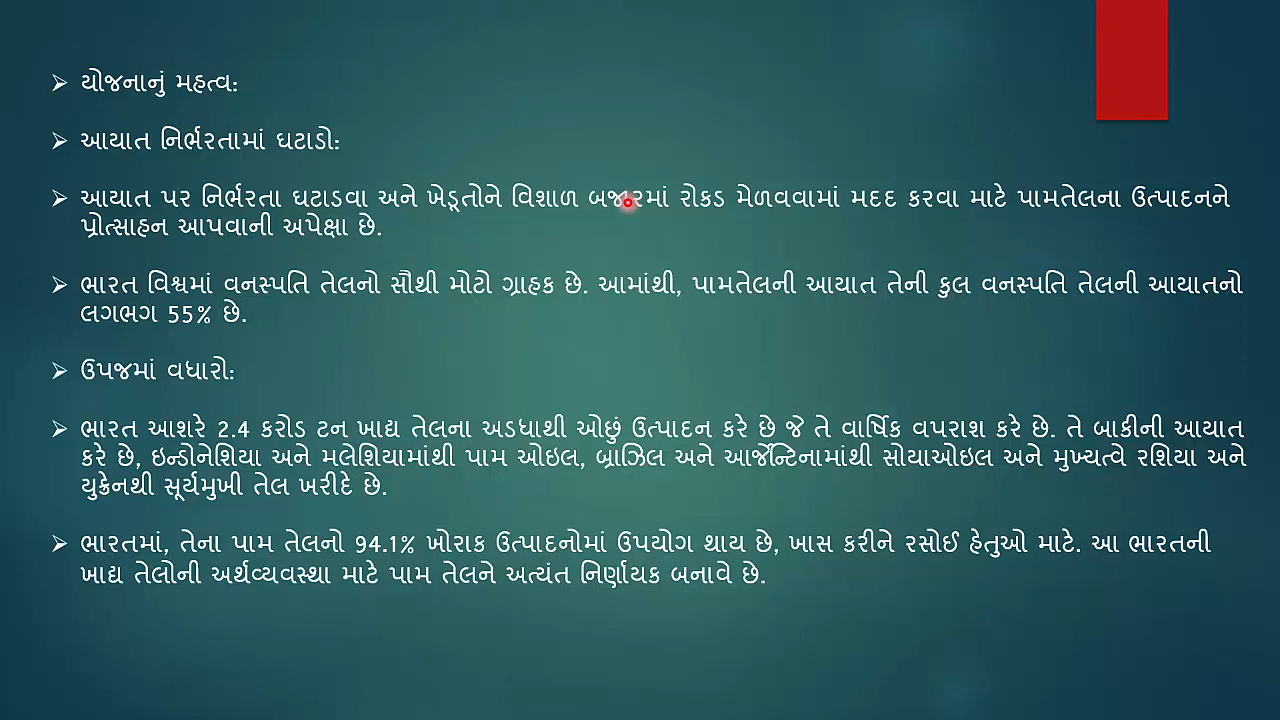 યોજનાનું મહત્વ:
આયાત નિર્ભરતામાં ઘટાડો:
આયાત પર નિર્ભરતા ઘટાડવા અને ખેડૂતોને વિશાળ બજારમાં રોકડ મેળવવામાં મદદ કરવા માટે પામતેલના ઉત્પાદનને
પ્રોત્સાહન આપવાની અપેક્ષા છે.
ભારત વિશ્વમાં વનસ્પતિ તેલનો સૌથી મોટો ગ્રાહક છે. આમાંથી, પામતેલની આયાત તેની કુલ વનસ્પતિ તેલની આયાતનો
લગભગ 55% છે.
ઉપજમાં વધારો:
ભારત આશરે 2.4 કરોડ ટન ખાદ્ય તેલના અડધાથી ઓછું ઉત્પાદન કરે છે જે તે વાર્ષિક વપરાશ કરે છે. તે બાકીની આયાત
કરે છે, ઇન્ડોનેશિયા અને મલેશિયામાંથી પામ ઓઇલ, બ્રાઝિલ અને આર્જેન્ટિનામાંથી સોયાઓઇલ અને મુખ્યત્વે રશિયા અને
યુક્રેનથી સૂર્યમુખી તેલ ખરીદે છે.
ભારતમાં, તેના પામ તેલનો 94.1% ખોરાક ઉત્પાદનોમાં ઉપયોગ થાય છે, ખાસ કરીને રસોઈ હેતુઓ માટે. આ ભારતની
ખાદ્ય તેલોની અર્થવ્યવસ્થા માટે પામ તેલને અત્યંત નિર્ણાયક બનાવે છે.